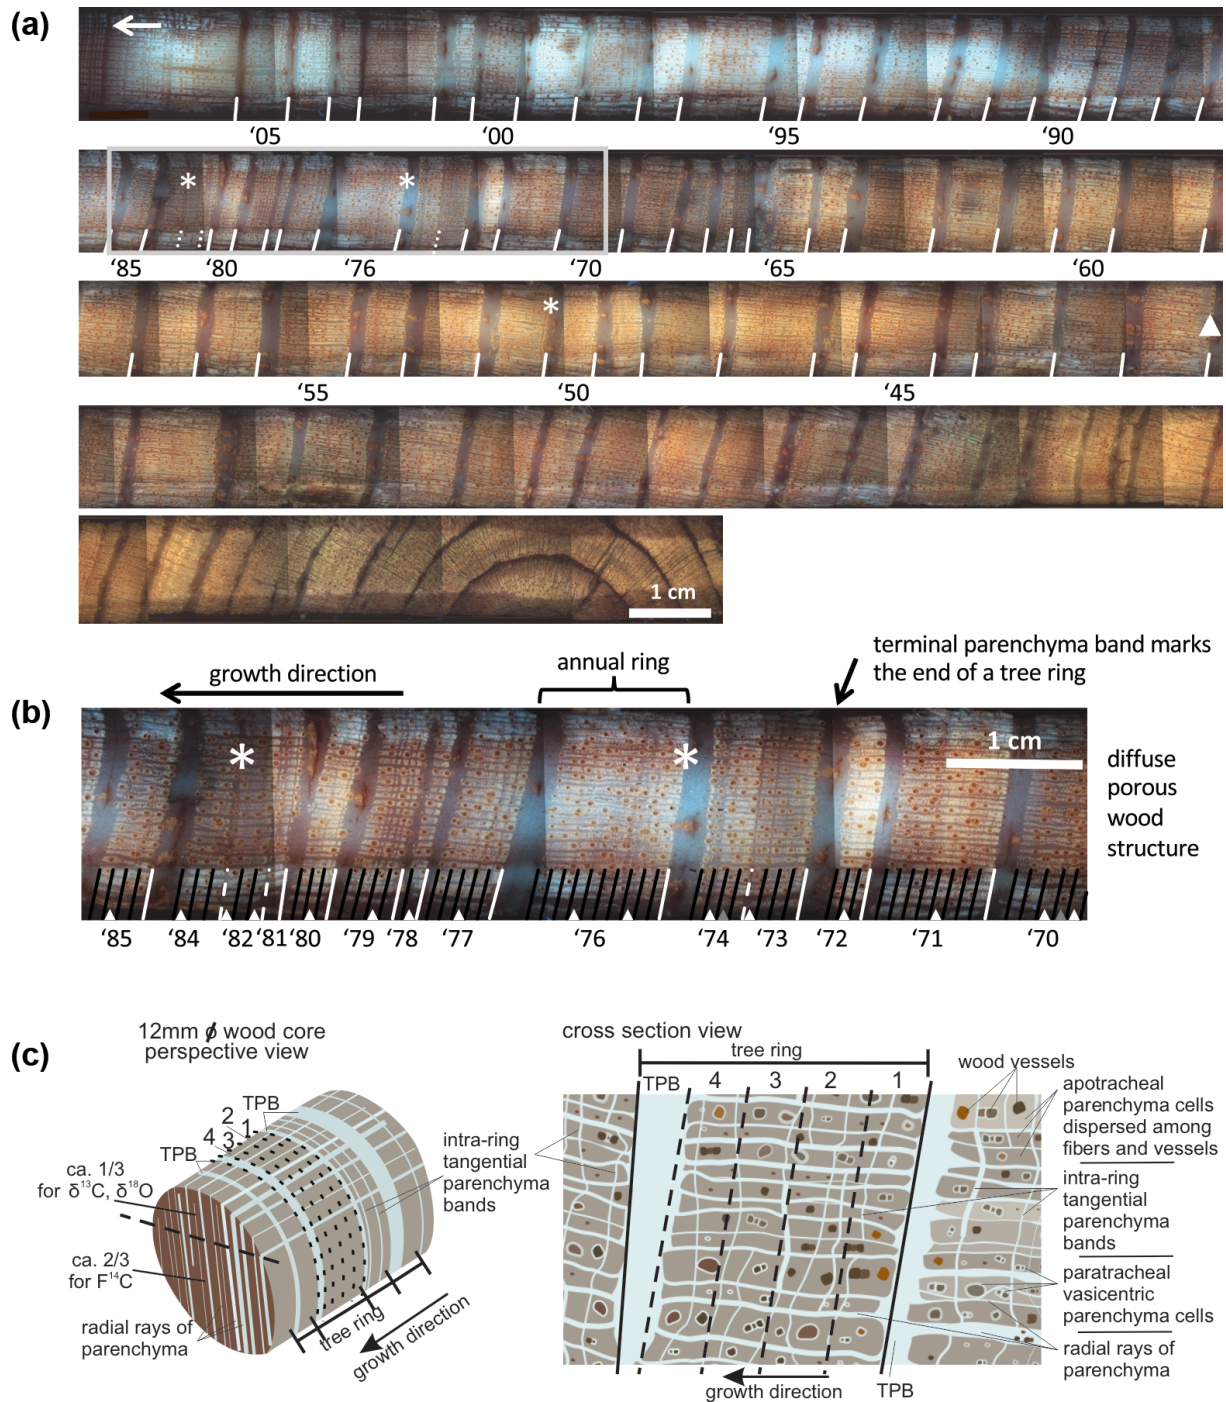 (a)
‘05 ‘00 ‘95 ‘90
*
*
‘85 ‘80 ‘76 ‘70 ‘65 ‘60
*
‘55 ‘50 ‘45
1 cm
growth direction
annual ring
terminal parenchyma band marks
the end of a tree ring
(b)
*
*
1 cm
diffuse
porous
wood
structure
‘85 ‘84 ‘82 ‘81 ‘80 ‘79 ‘78 ‘77 ‘76 ‘74 ‘73 ‘72 ‘71 ‘70
(c)
12mm ϕ wood core
perspective view
TPB
2
1
4
3
TPB
ca. 1/3
for δ¹³C, δ¹⁸O
ca. 2/3
for F¹⁴C
radial rays of
parenchyma
tree ring
growth direction
intra-ring
tangential
parenchyma
bands
cross section view
tree ring
TPB 4 3 2 1
growth direction
TPB
wood vessels
apotracheal
parenchyma cells
dispersed among
fibers and vessels
intra-ring
tangential
parenchyma
bands
paratracheal
vasicentric
parenchyma cells
radial rays of
parenchyma